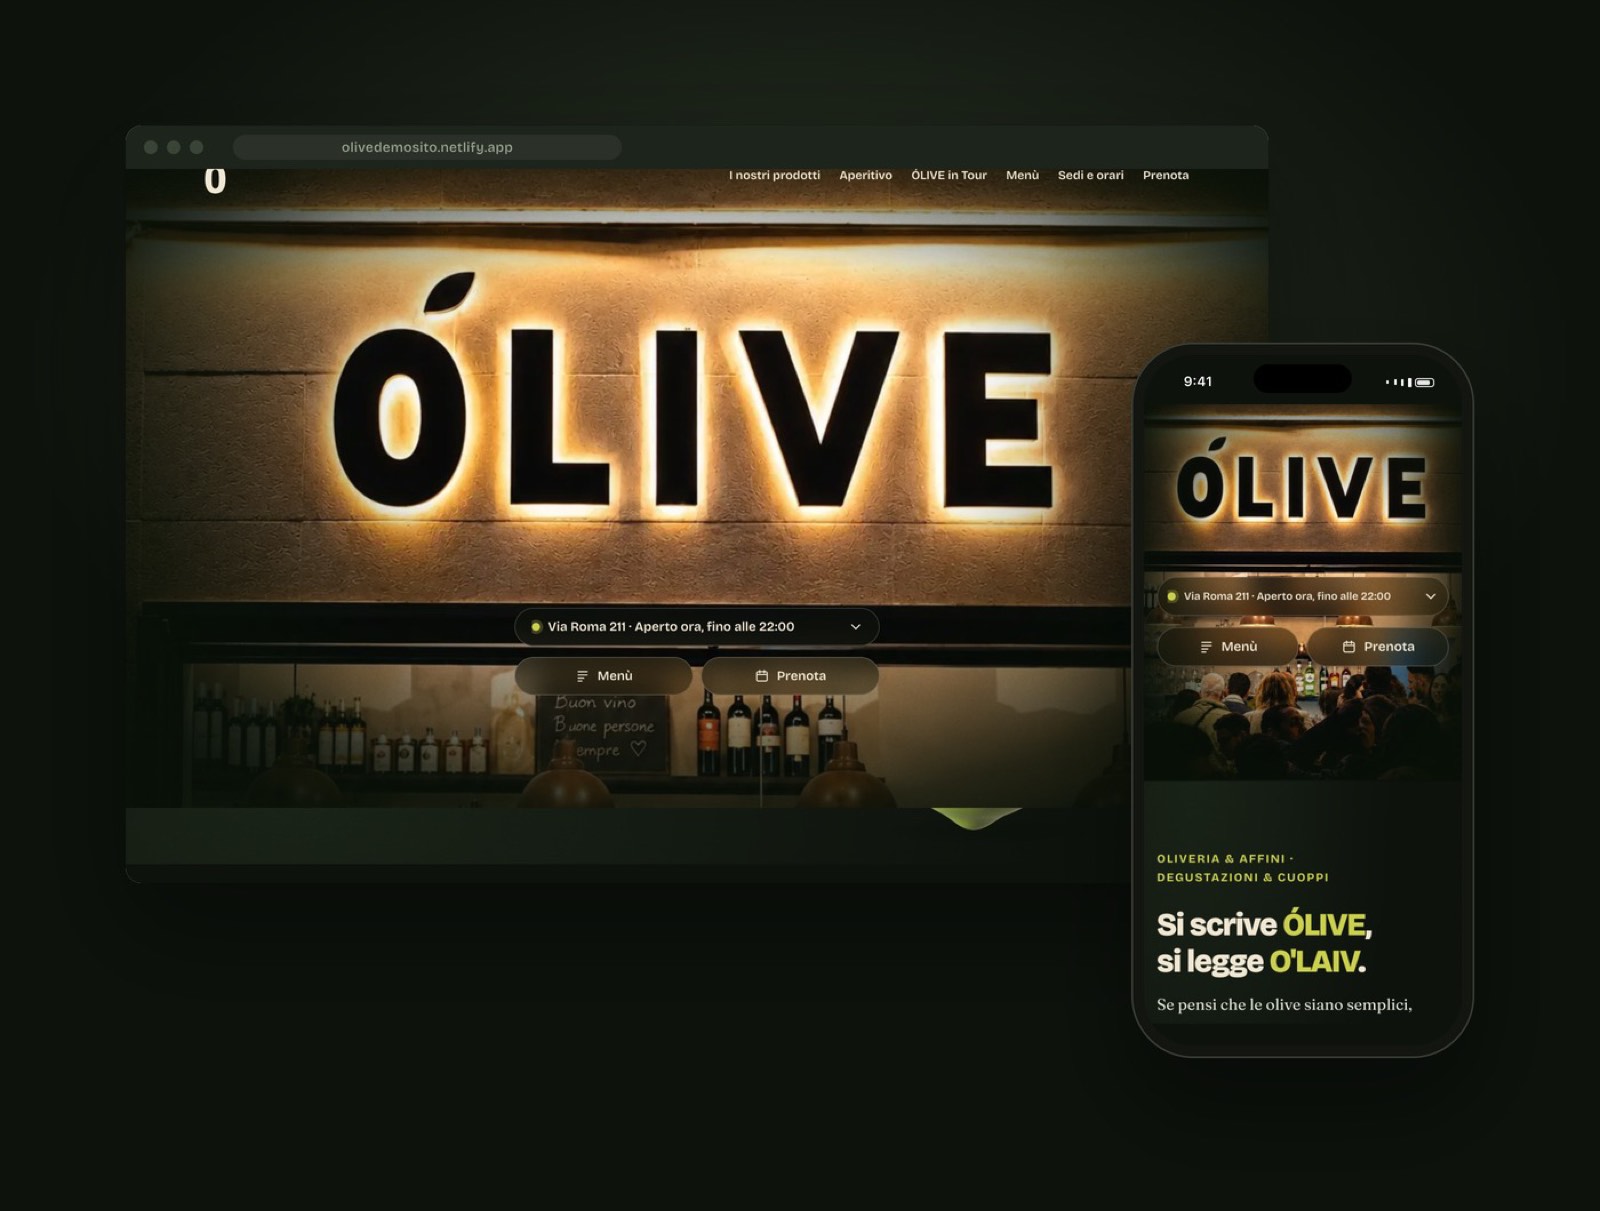 olivedemosito.netlify.app
Ó
I nostri prodotti Aperitivo ÓLIVE in Tour Menù Sedi e orari Prenota
ÓLIVE
Via Roma 211 · Aperto ora, fino alle 22:00
Menù Prenota
Buon vino
Buone persone
Sempre ♡
9:41
ÓLIVE
Via Roma 211 · Aperto ora, fino alle 22:00
Menù Prenota
OLIVERIA & AFFINI ·
DEGUSTAZIONI & CUOPPI
Si scrive ÓLIVE,
si legge O'LAIV.
Se pensi che le olive siano semplici,